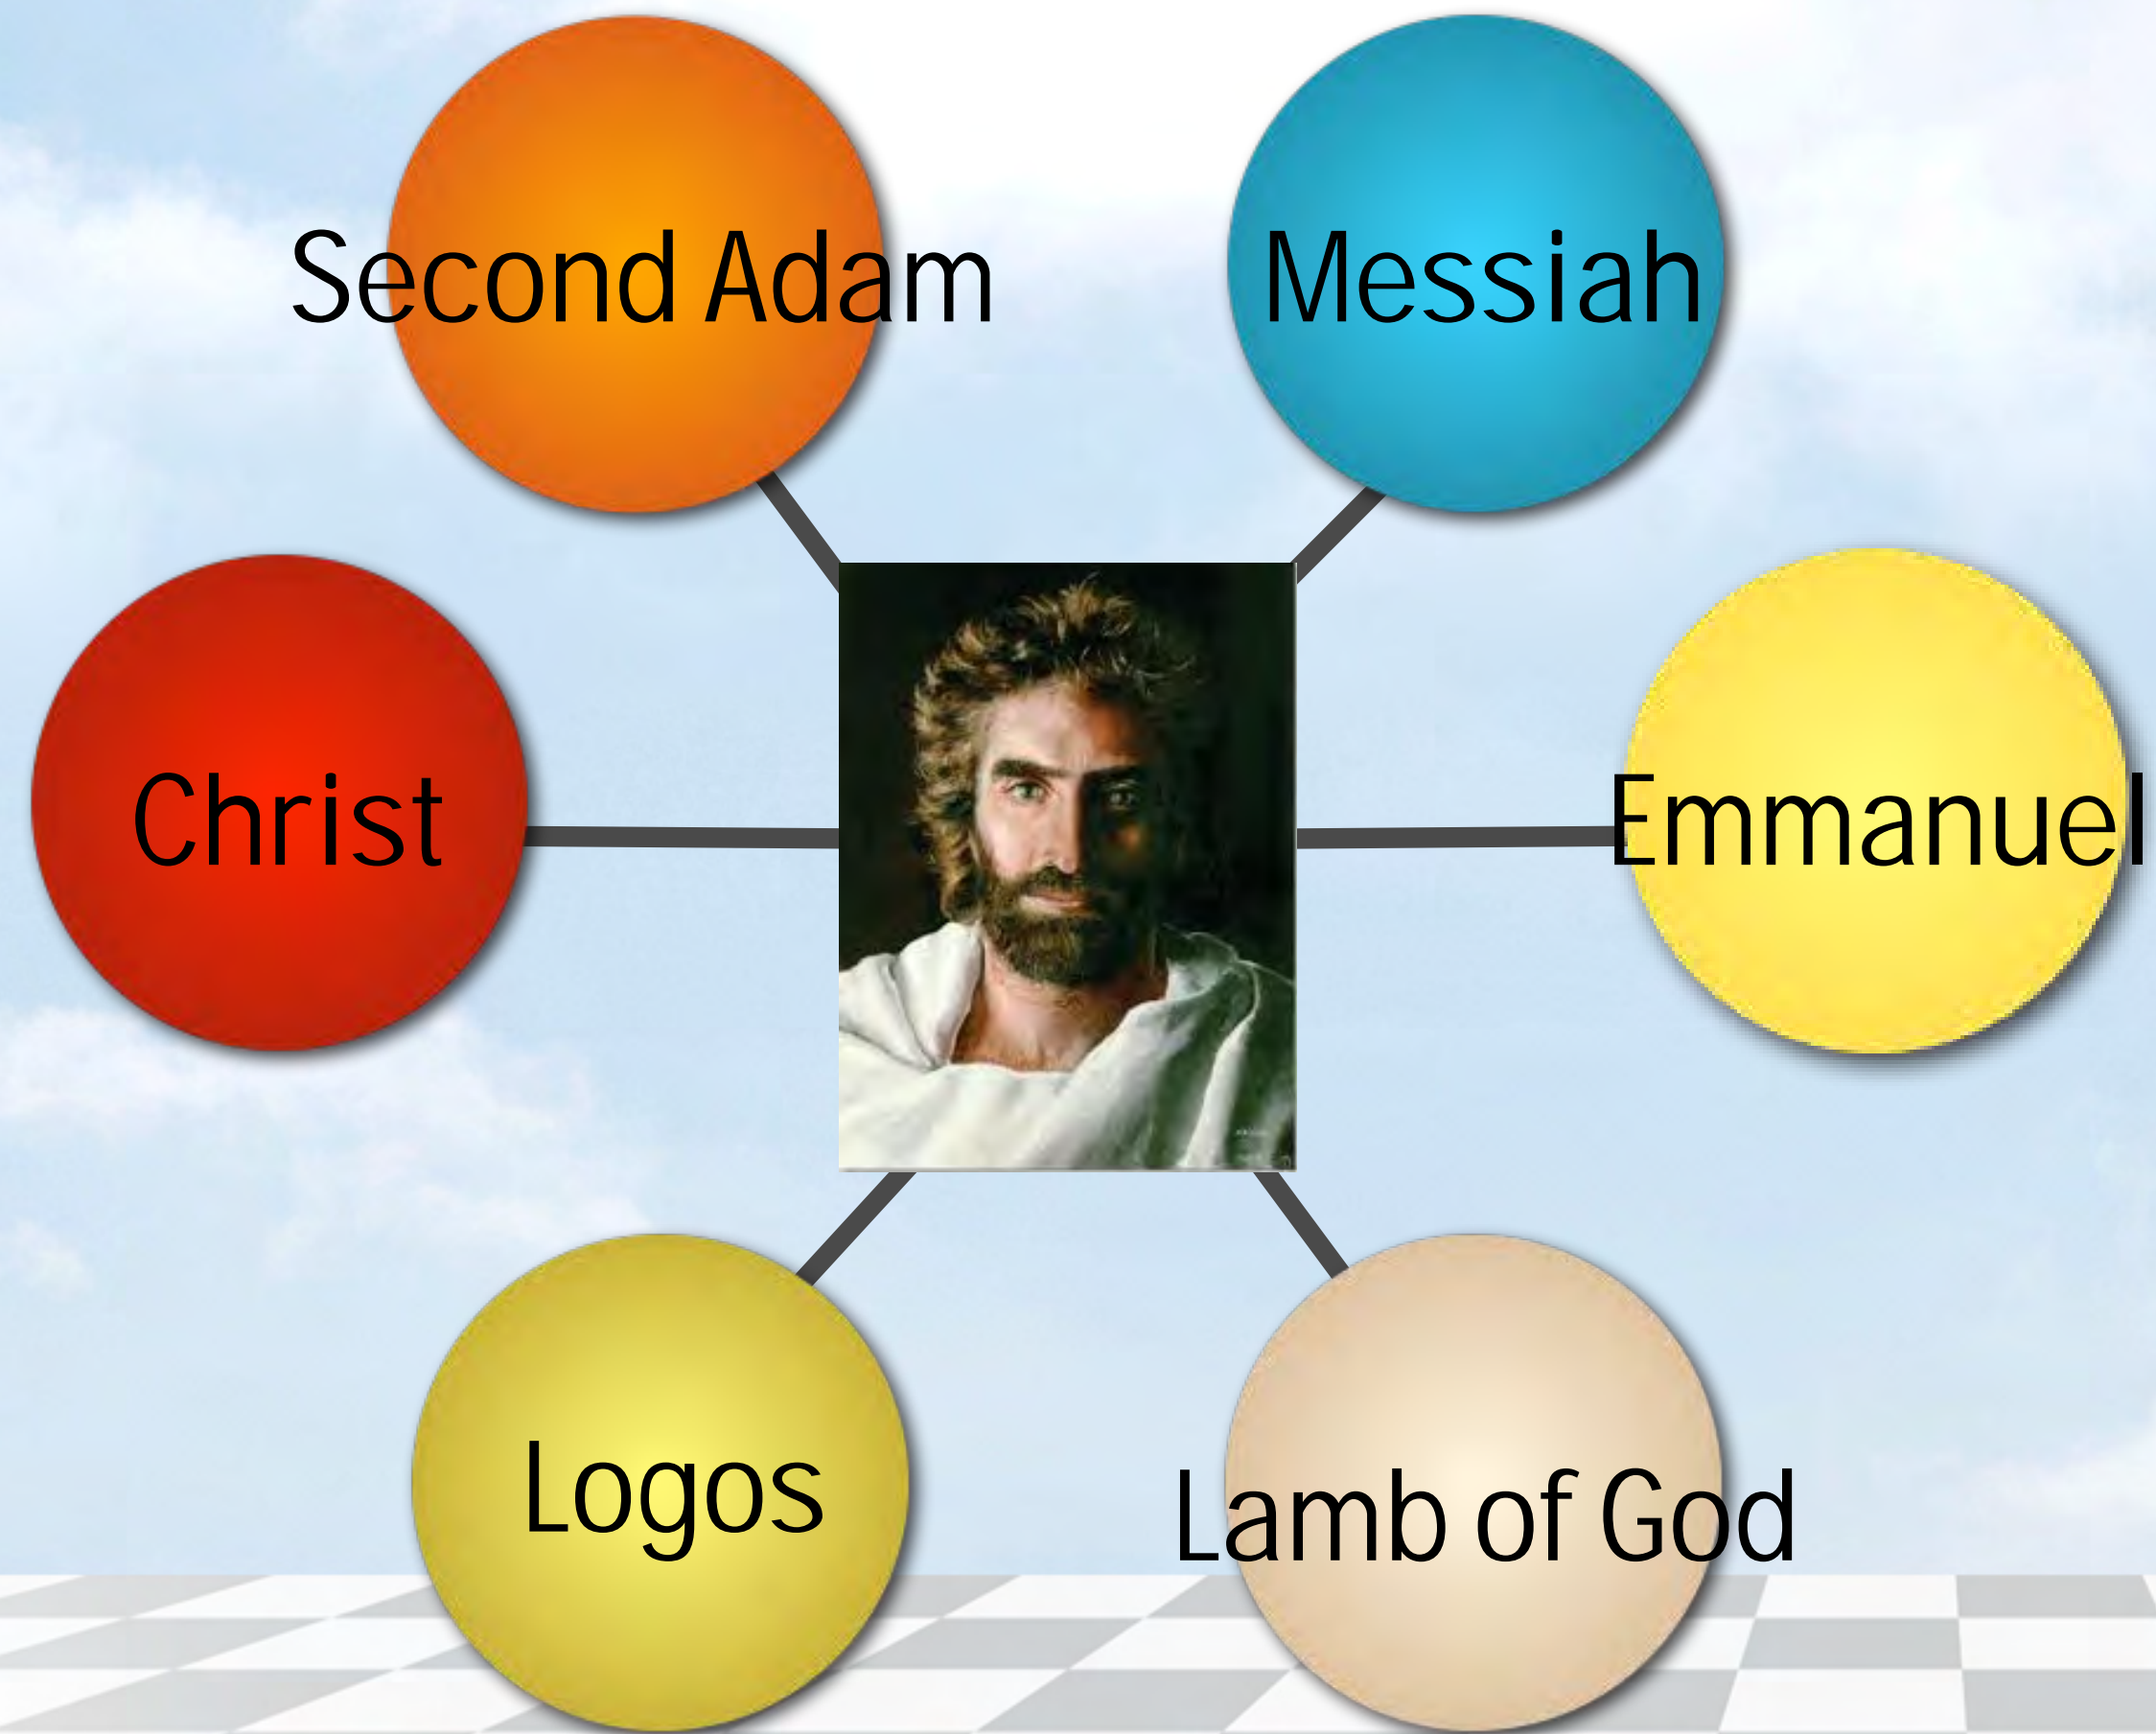 Second Adam
Messiah
Christ
Emmanuel
Logos
Lamb of God